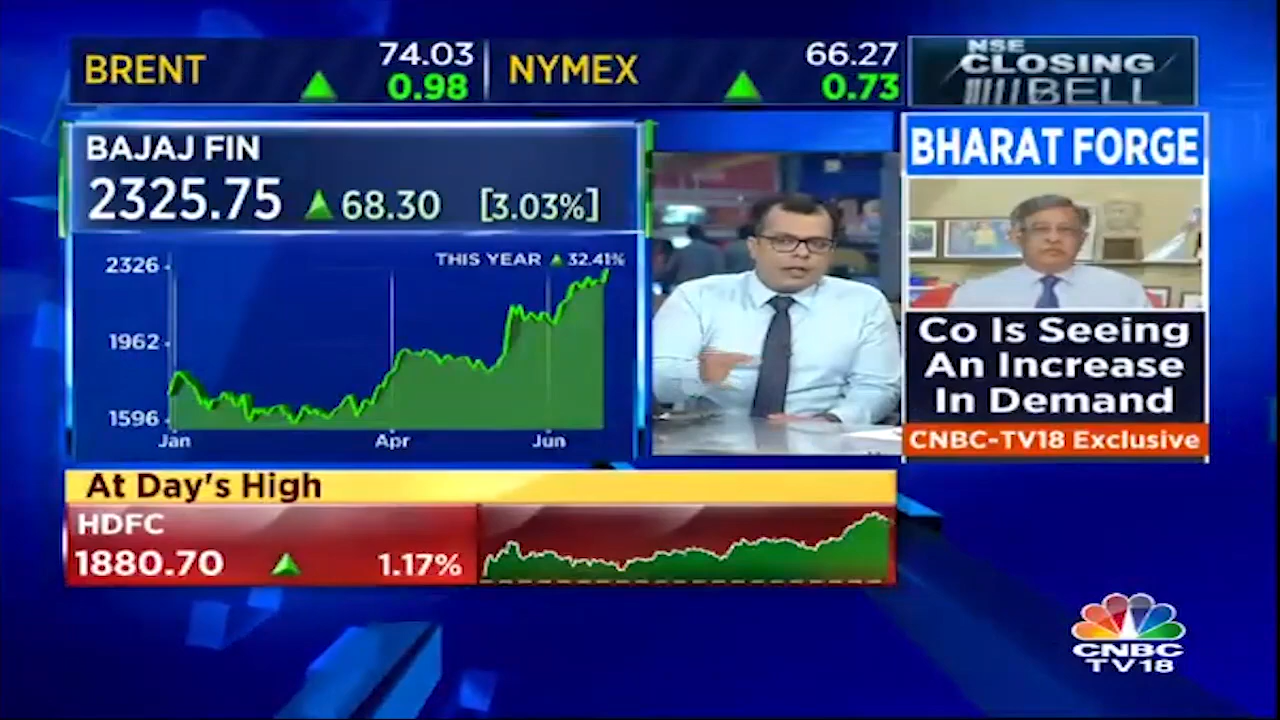 BRENT
74.03
0.98
NYMEX
66.27
0.73
NSE
CLOSING
BELL
BAJAJ FIN
2325.75 68.30 [3.03%]
THIS YEAR 32.41%
2326
1962
1596
Jan Apr Jun
BHARAT FORGE
Co Is Seeing
An Increase
In Demand
CNBC-TV18 Exclusive
At Day's High
HDFC
1880.70 1.17%
CNBC
TV18